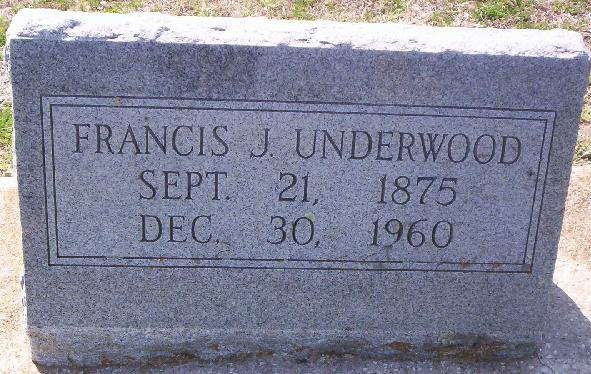 FRANCIS J. UNDERWOOD
SEPT. 21, 1875
DEC. 30, 1960